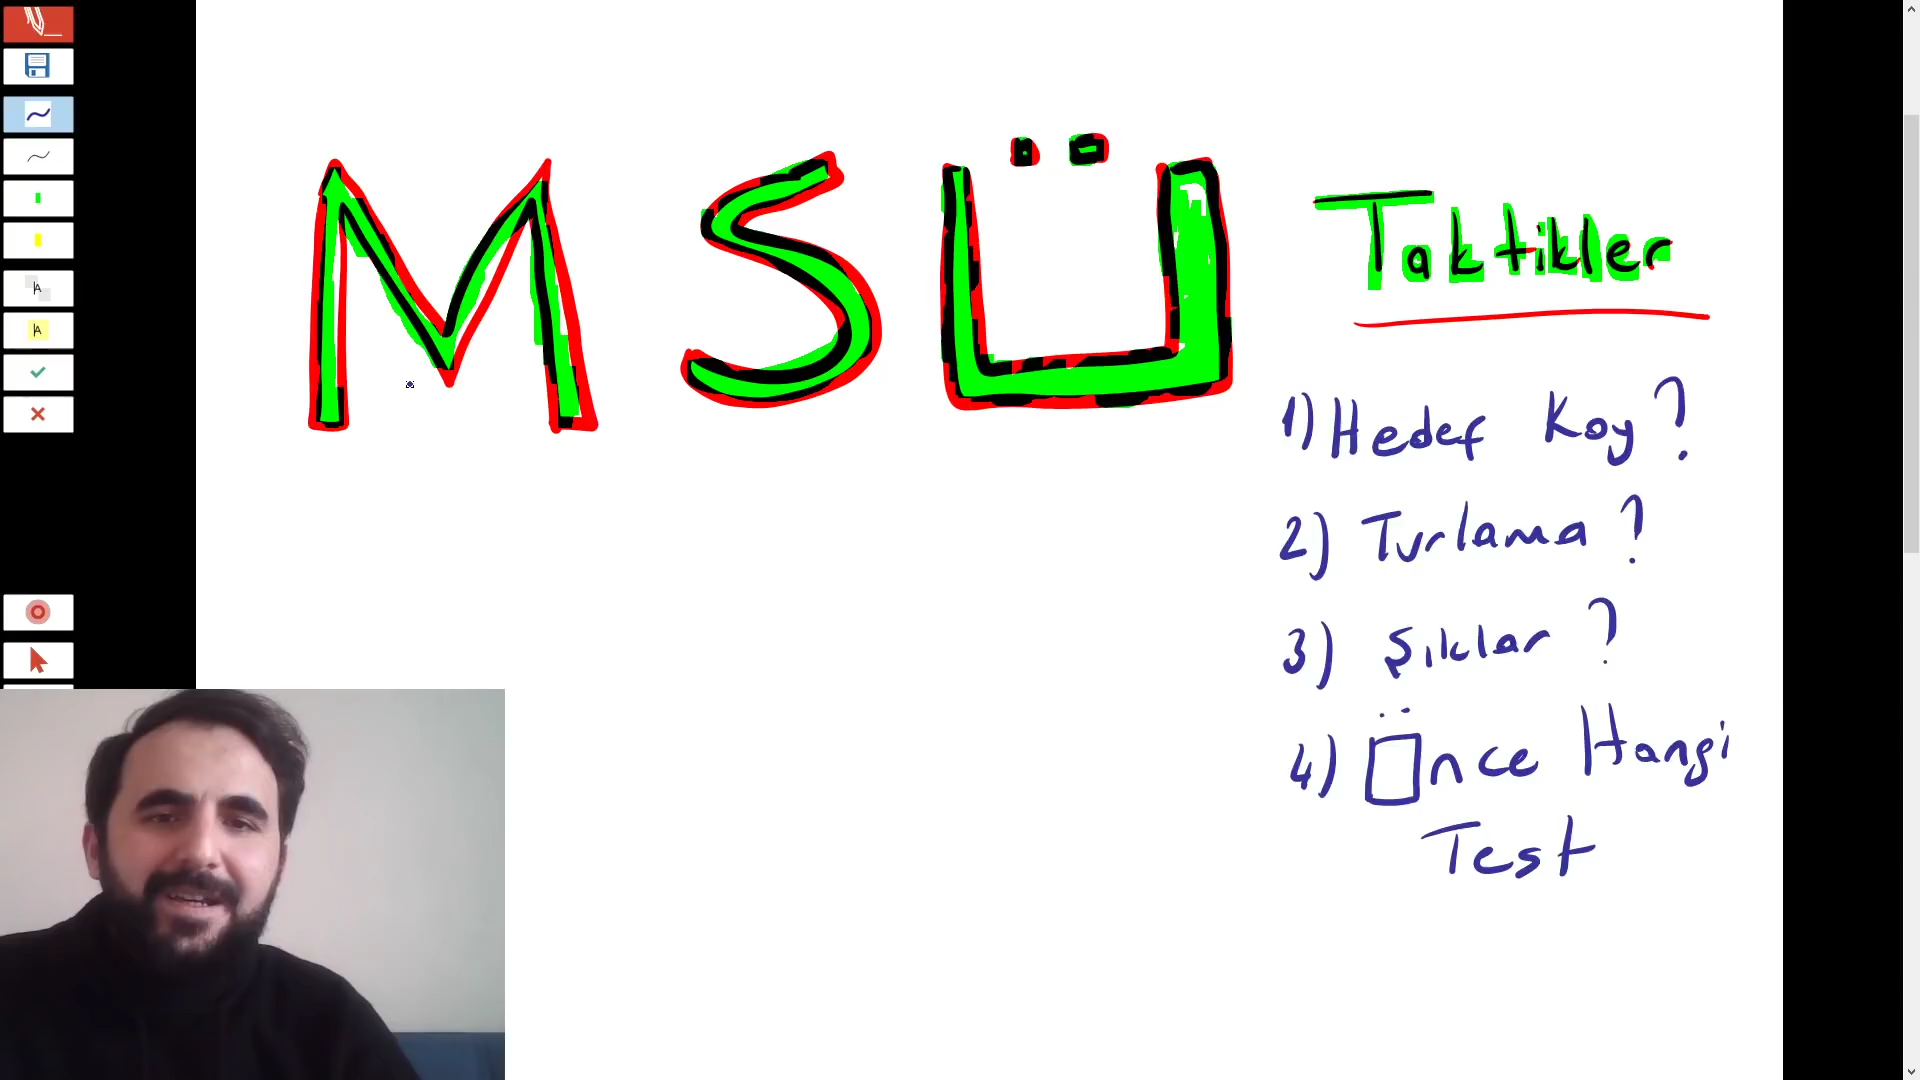 MSÜ
Taktikler
1) Hedef Koy?
2) Turlama?
3) Şıklar?
4) Önce Hangi
Test